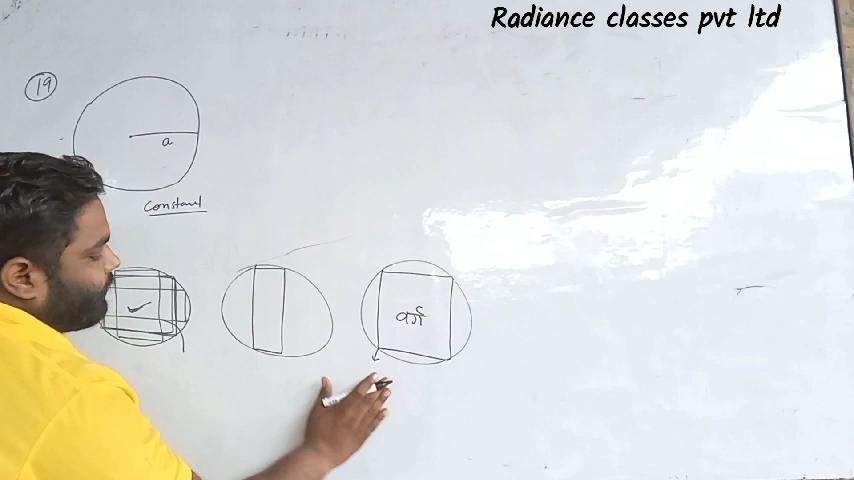 Radiance classes pvt ltd
19
a
constant
वर्ग